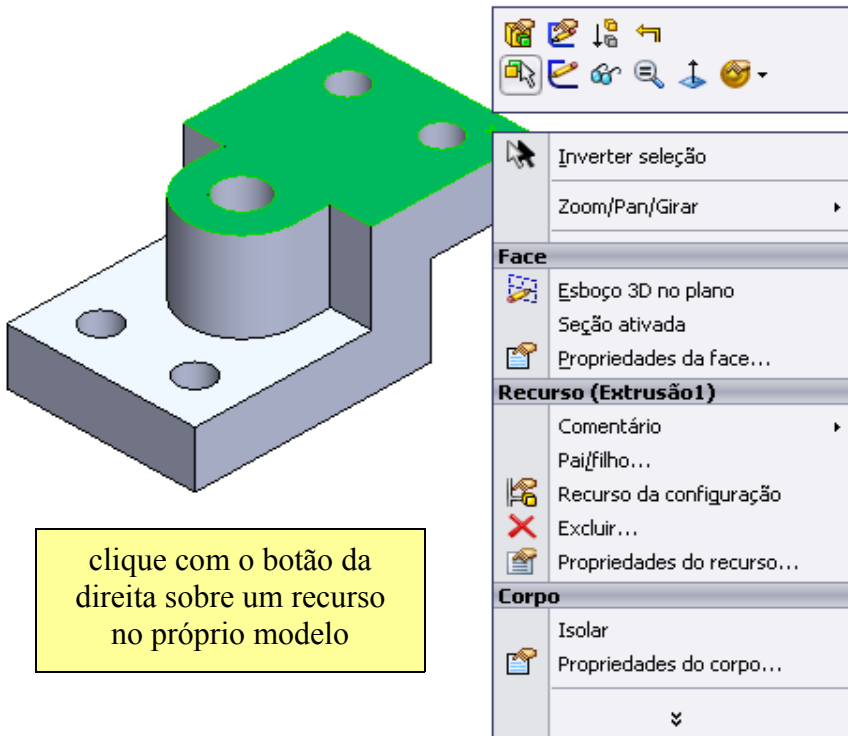 Inverter seleção
Zoom/Pan/Girar
Face
Esboço 3D no plano
Seção ativada
Propriedades da face...
Recurso (Extrusão1)
Comentário
Pai/filho...
Recurso da configuração
Excluir...
Propriedades do recurso...
Corpo
Isolar
Propriedades do corpo...
clique com o botão da
direita sobre um recurso
no próprio modelo